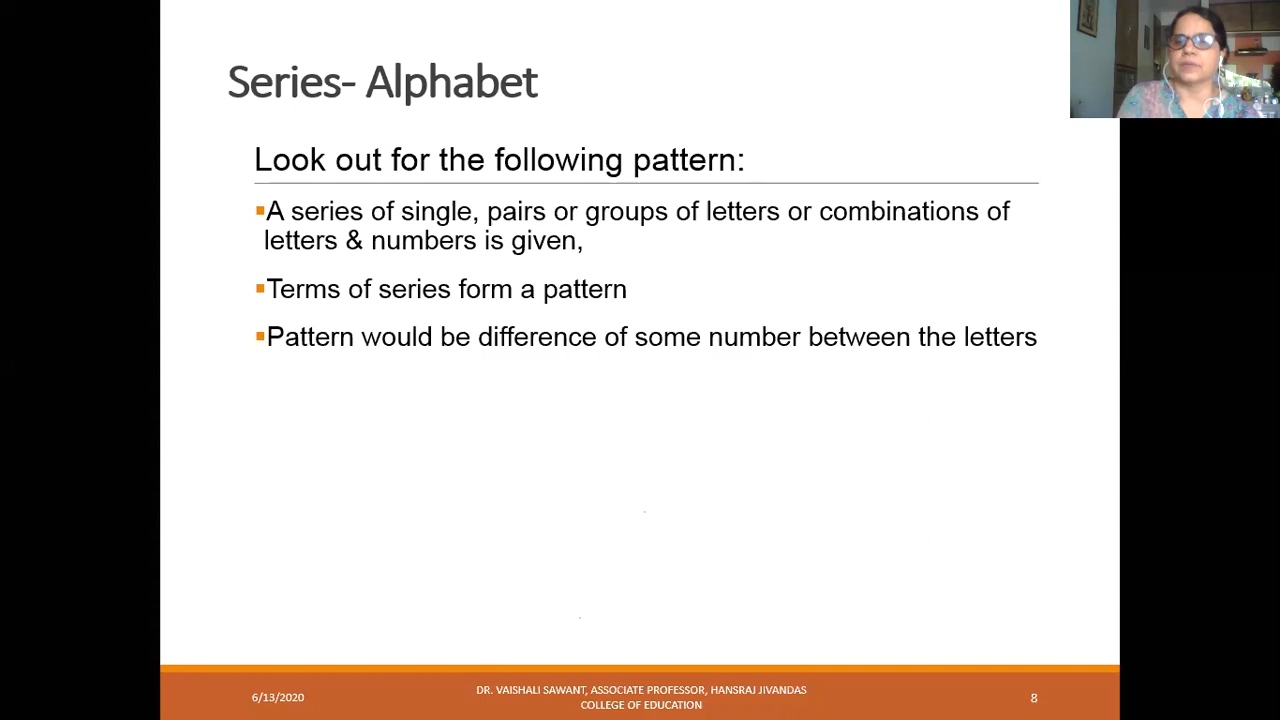 Series- Alphabet
Look out for the following pattern:
▪A series of single, pairs or groups of letters or combinations of
letters & numbers is given,
▪Terms of series form a pattern
▪Pattern would be difference of some number between the letters
6/13/2020
DR. VAISHALI SAWANT, ASSOCIATE PROFESSOR, HANSRAJ JIVANDAS
COLLEGE OF EDUCATION
8